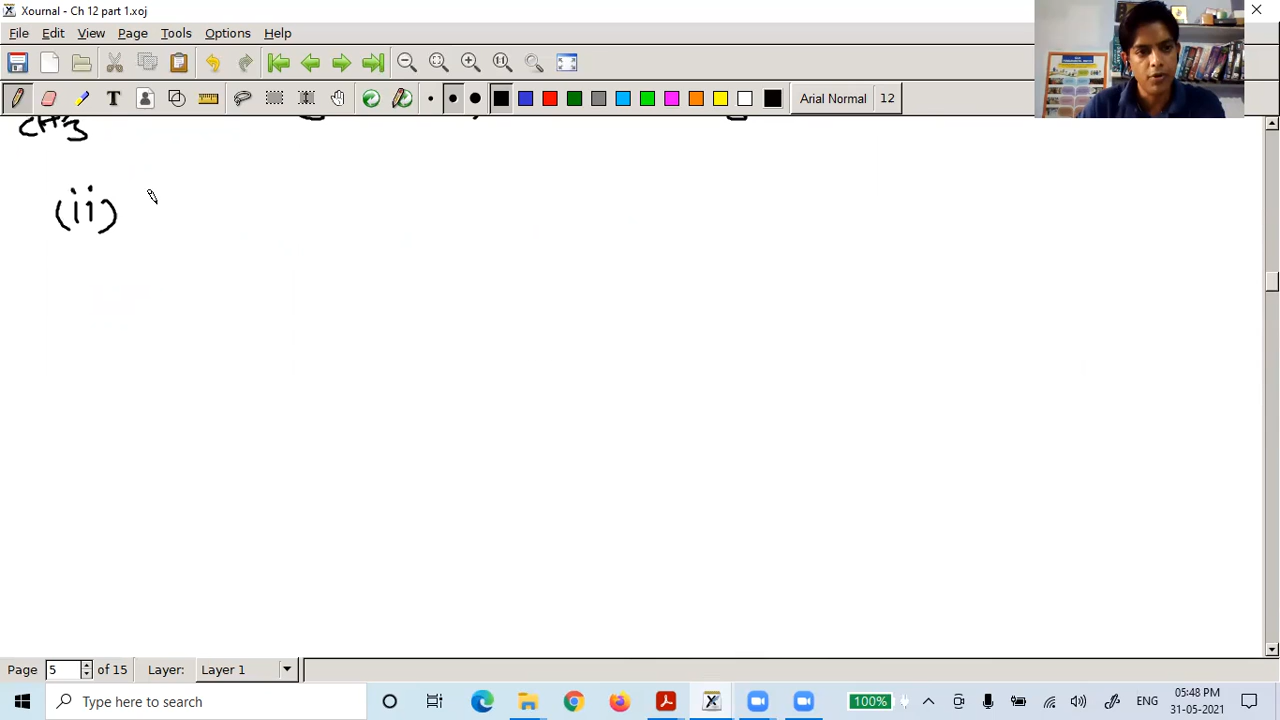 Xournal - Ch 12 part 1.xoj
File Edit View Page Tools Options Help
Arial Normal 12
CH3
(ii)
Page 5 of 15 Layer: Layer 1
Type here to search
100%
ENG
05:48 PM
31-05-2021